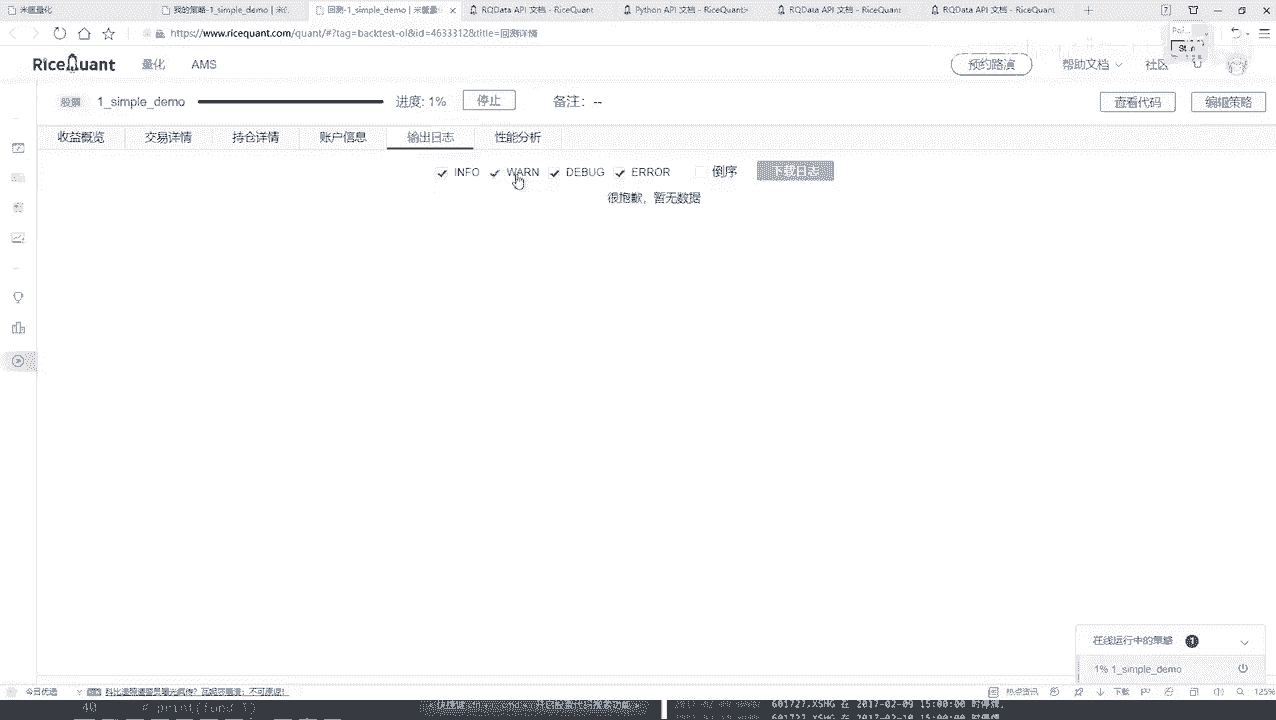 米筐量化
我的策略-1_simple_demo | 米
回测-1_simple_demo | 米筐量
RQData API 文档 - RiceQuant
Python API 文档 - RiceQuant
RQData API 文档 - RiceQuant
RQData API 文档 - RiceQuant
https://www.ricequant.com/quant/#?tag=backtest-ol&id=4633312&title=回测详情
RiceQuant
量化
AMS
预约路演
帮助文档
社区
股票
1_simple_demo
进度: 1%
停止
备注: --
查看代码
编辑策略
收益概览
交易详情
持仓详情
账户信息
输出日志
性能分析
INFO
WARN
DEBUG
ERROR
倒序
下载日志
很抱歉，暂无数据
在线运行中的策略
1
1% 1_simple_demo
今日优选
热点资讯
下载
125%
40 # print(fund_1)
601727.XSHG 在 2017-02-09 15:00:00 时停牌。
601727.XSHG 在 2017-02-10 15:00:00 时停牌。